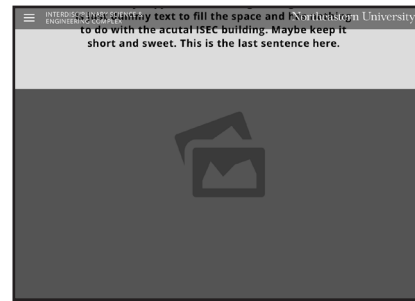 INTERDISCIPLINARY SCIENCE &
ENGINEERING COMPLEX
Northeastern University
dummy text to fill the space and
to do with the acutal ISEC building. Maybe keep it
short and sweet. This is the last sentence here.